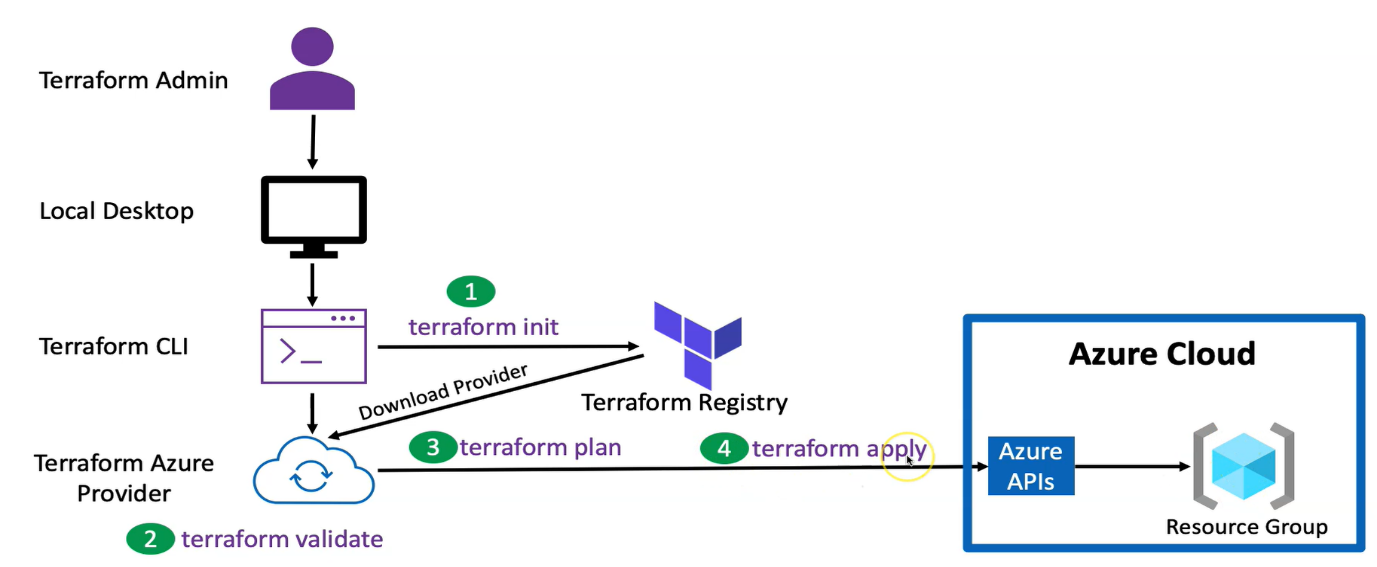 Terraform Admin
Local Desktop
1
terraform init
Terraform CLI
Azure Cloud
Download Provider
Terraform Registry
3 terraform plan
4 terraform apply
Terraform Azure
Provider
Azure
APIs
Resource Group
2 terraform validate